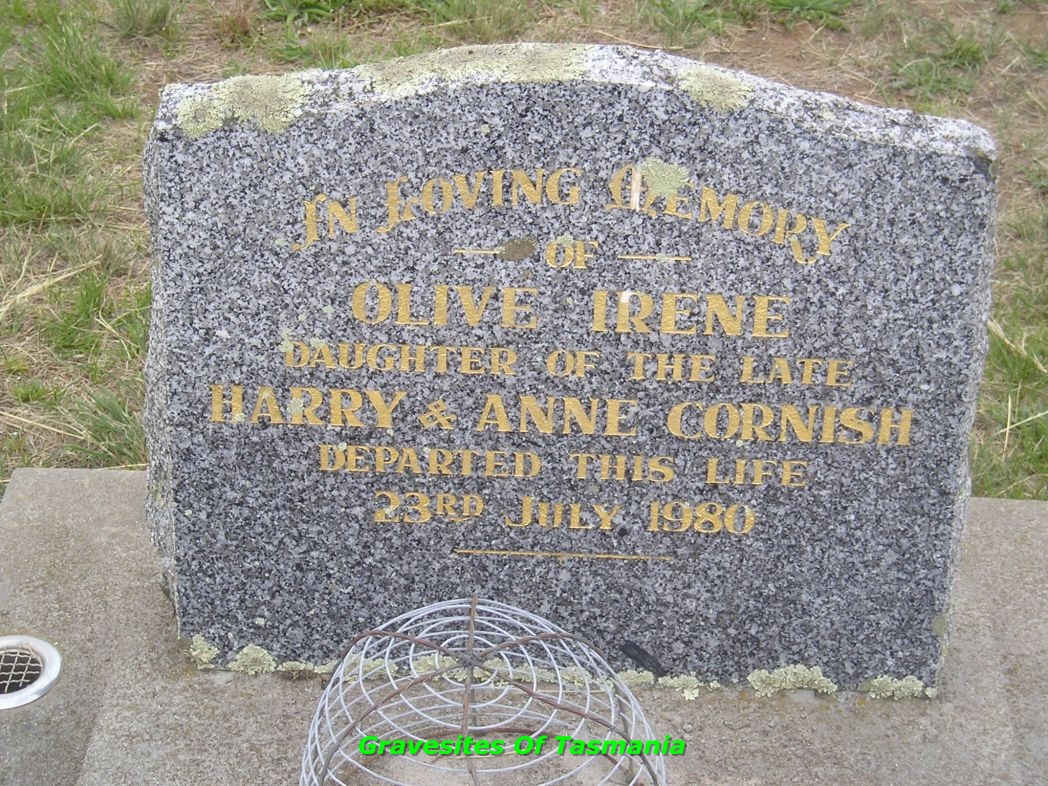 In Loving Memory
OF
OLIVE IRENE
DAUGHTER OF THE LATE
HARRY & ANNE CORNISH
DEPARTED THIS LIFE
23RD JULY 1980
Gravesites Of Tasmania